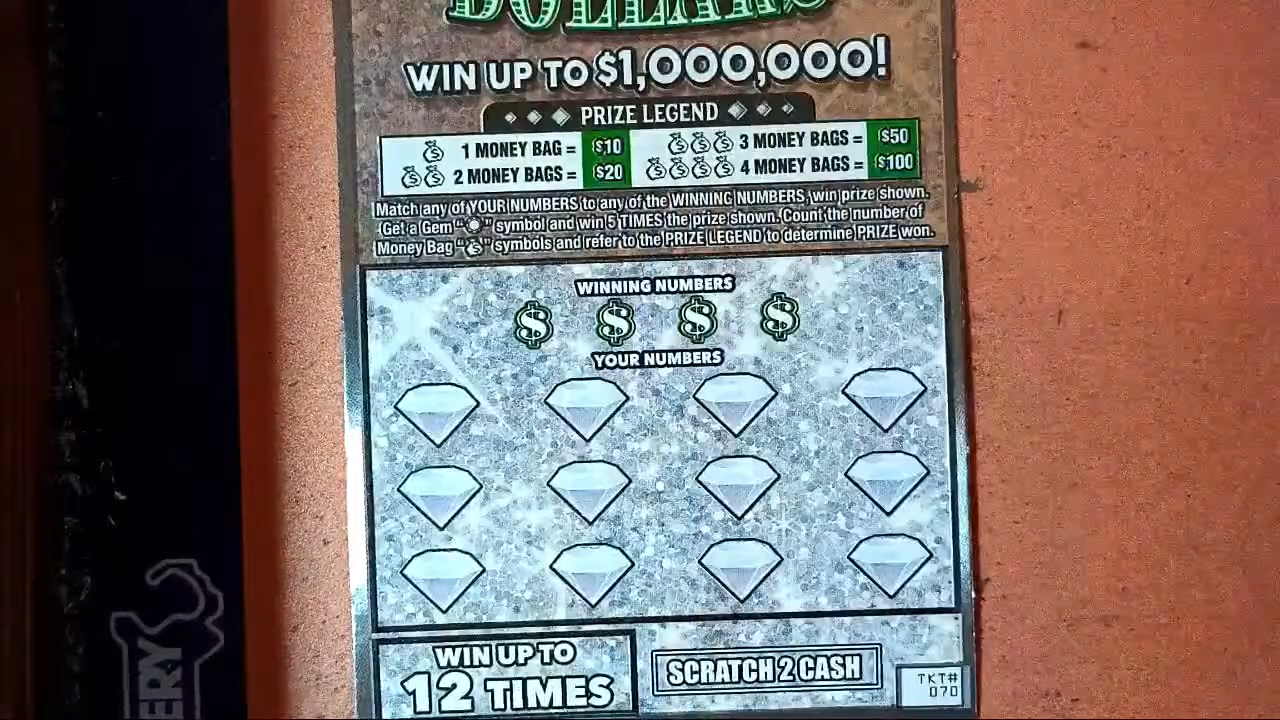 DOLLARS
WIN UP TO $1,000,000!
PRIZE LEGEND
1 MONEY BAG = $10
3 MONEY BAGS = $50
2 MONEY BAGS = $20
4 MONEY BAGS = $100
Match any of YOUR NUMBERS to any of the WINNING NUMBERS, win prize shown.
Get a Gem " " symbol and win 5 TIMES the prize shown. Count the number of
Money Bag " " symbols and refer to the PRIZE LEGEND to determine PRIZE won.
WINNING NUMBERS
$ $ $ $
YOUR NUMBERS
WIN UP TO
12 TIMES
SCRATCH 2 CASH
TKT#
070
ERY